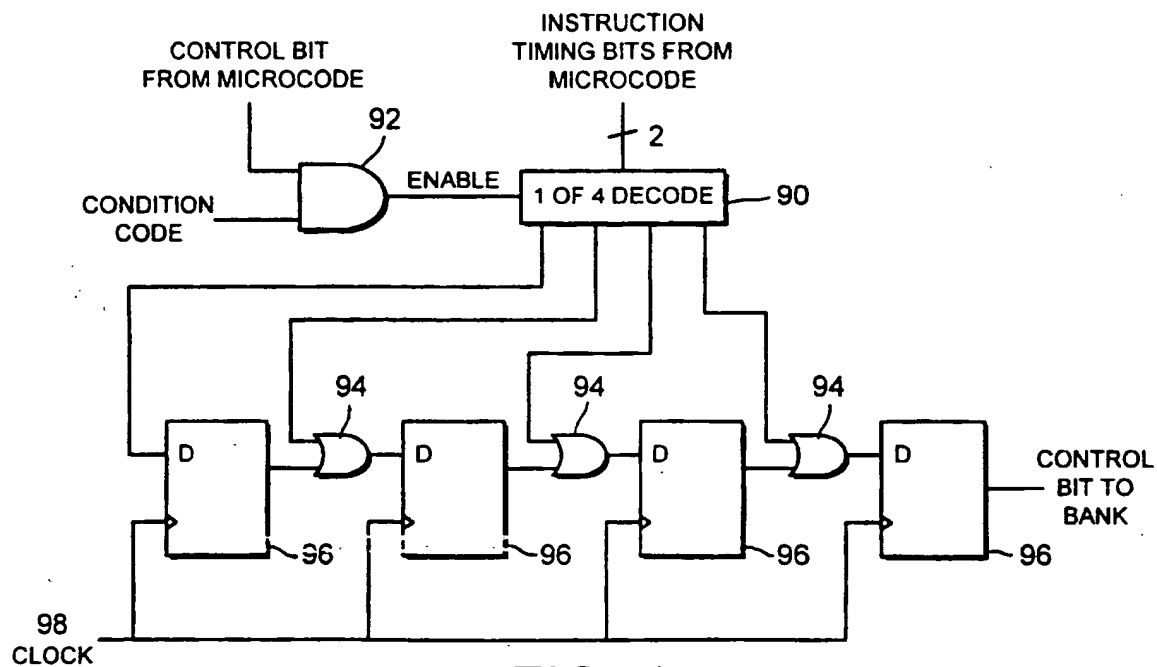 INSTRUCTION
TIMING BITS FROM
MICROCODE
CONTROL BIT
FROM MICROCODE
92
2
ENABLE
1 OF 4 DECODE
90
CONDITION
CODE
94
94
94
D
D
D
D
CONTROL
BIT TO
BANK
96
96
96
96
98
CLOCK